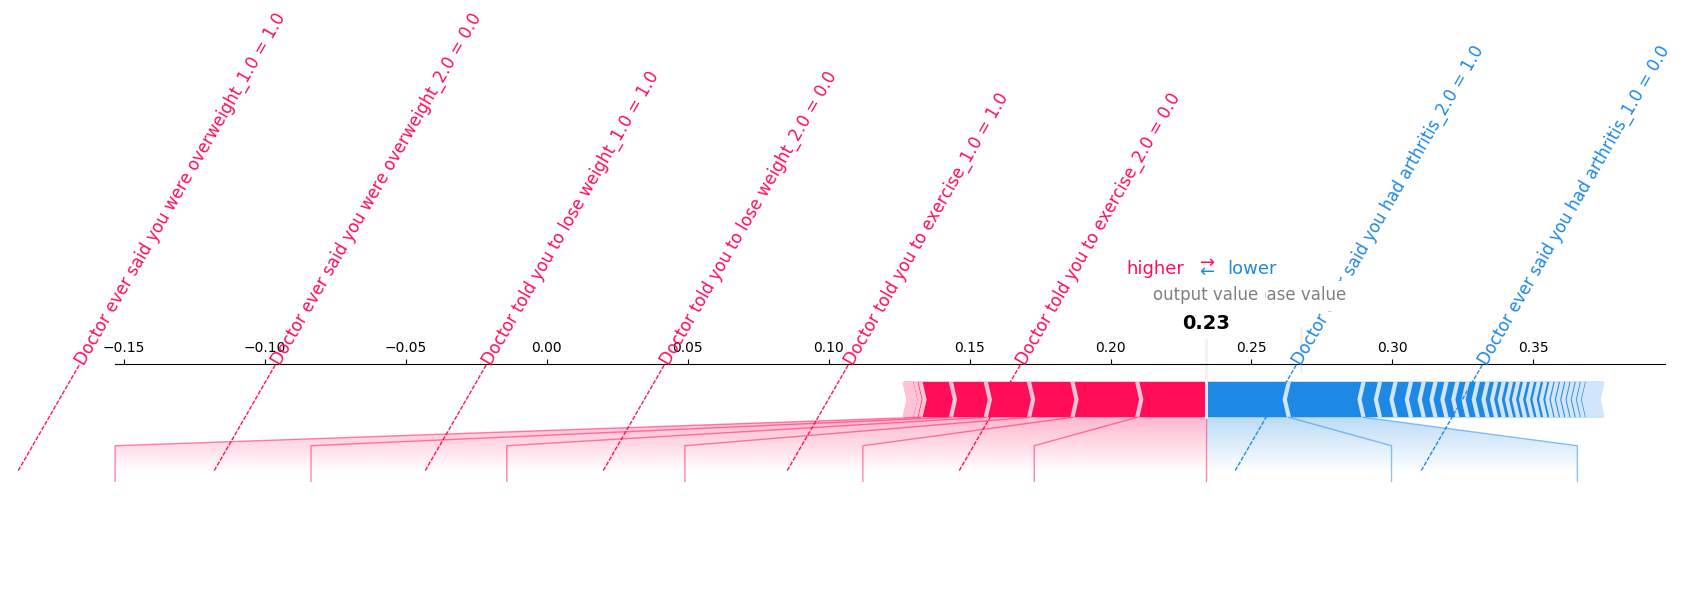 Doctor ever said you were overweight_1.0 = 1.0
Doctor ever said you were overweight_2.0 = 0.0
Doctor told you to lose weight_1.0 = 1.0
Doctor told you to lose weight_2.0 = 0.0
Doctor told you to exercise_1.0 = 1.0
Doctor told you to exercise_2.0 = 0.0
Doctor said you had arthritis_2.0 = 1.0
Doctor ever said you had arthritis_1.0 = 0.0
higher ⇄ lower
output value ase value
0.23
−0.15 −0.10 −0.05 0.00 0.05 0.10 0.15 0.20 0.25 0.30 0.35